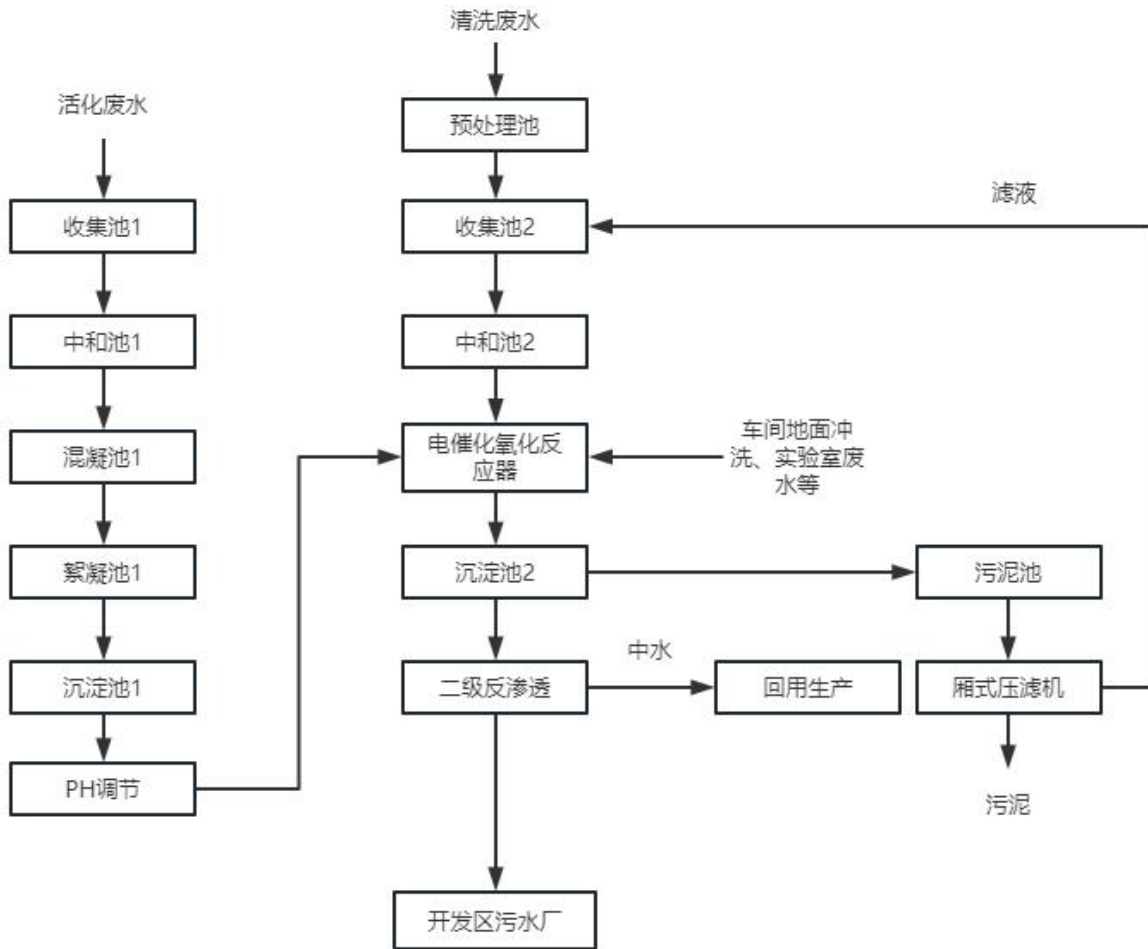 清洗废水
活化废水
预处理池
滤液
收集池1
收集池2
中和池1
中和池2
混凝池1
电催化氧化反
应器
车间地面冲
洗、实验室废
水等
絮凝池1
沉淀池2
污泥池
中水
沉淀池1
二级反渗透
回用生产
厢式压滤机
PH调节
污泥
开发区污水厂